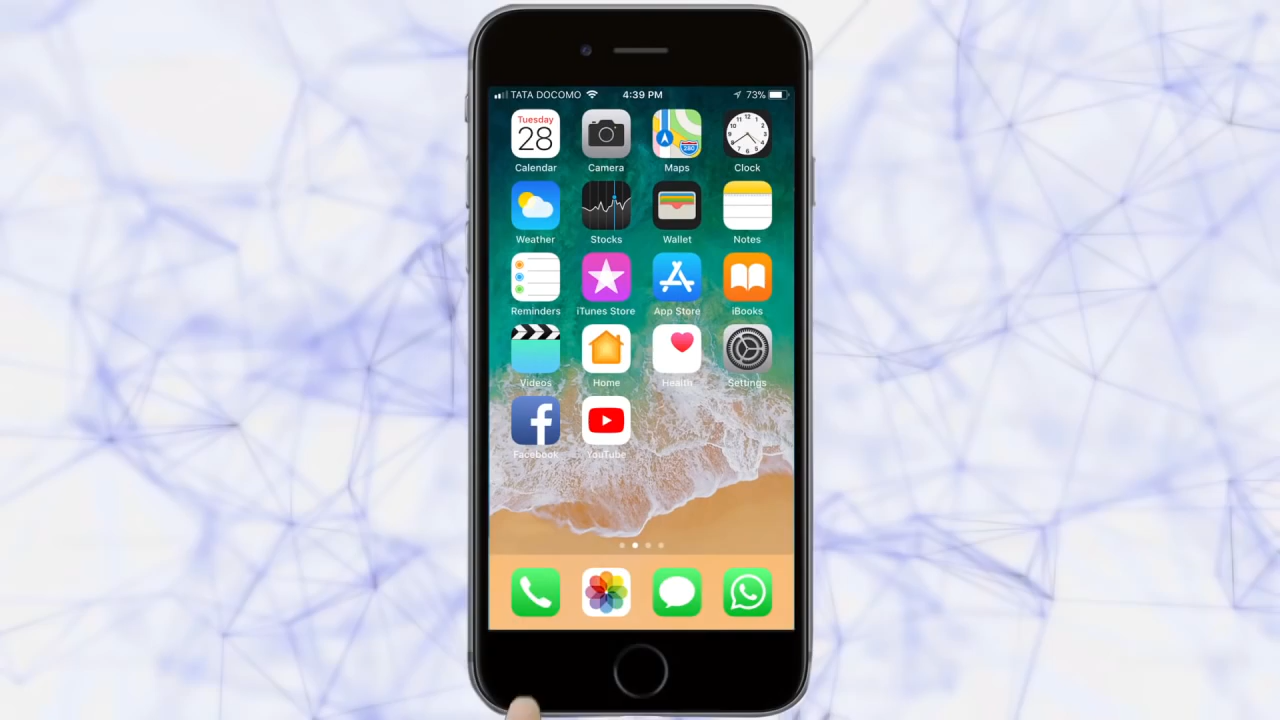 TATA DOCOMO 4:39 PM 73%
Tuesday
28
Calendar Camera Maps Clock
Weather Stocks Wallet Notes
Reminders iTunes Store App Store iBooks
Videos Home Health Settings
Facebook YouTube